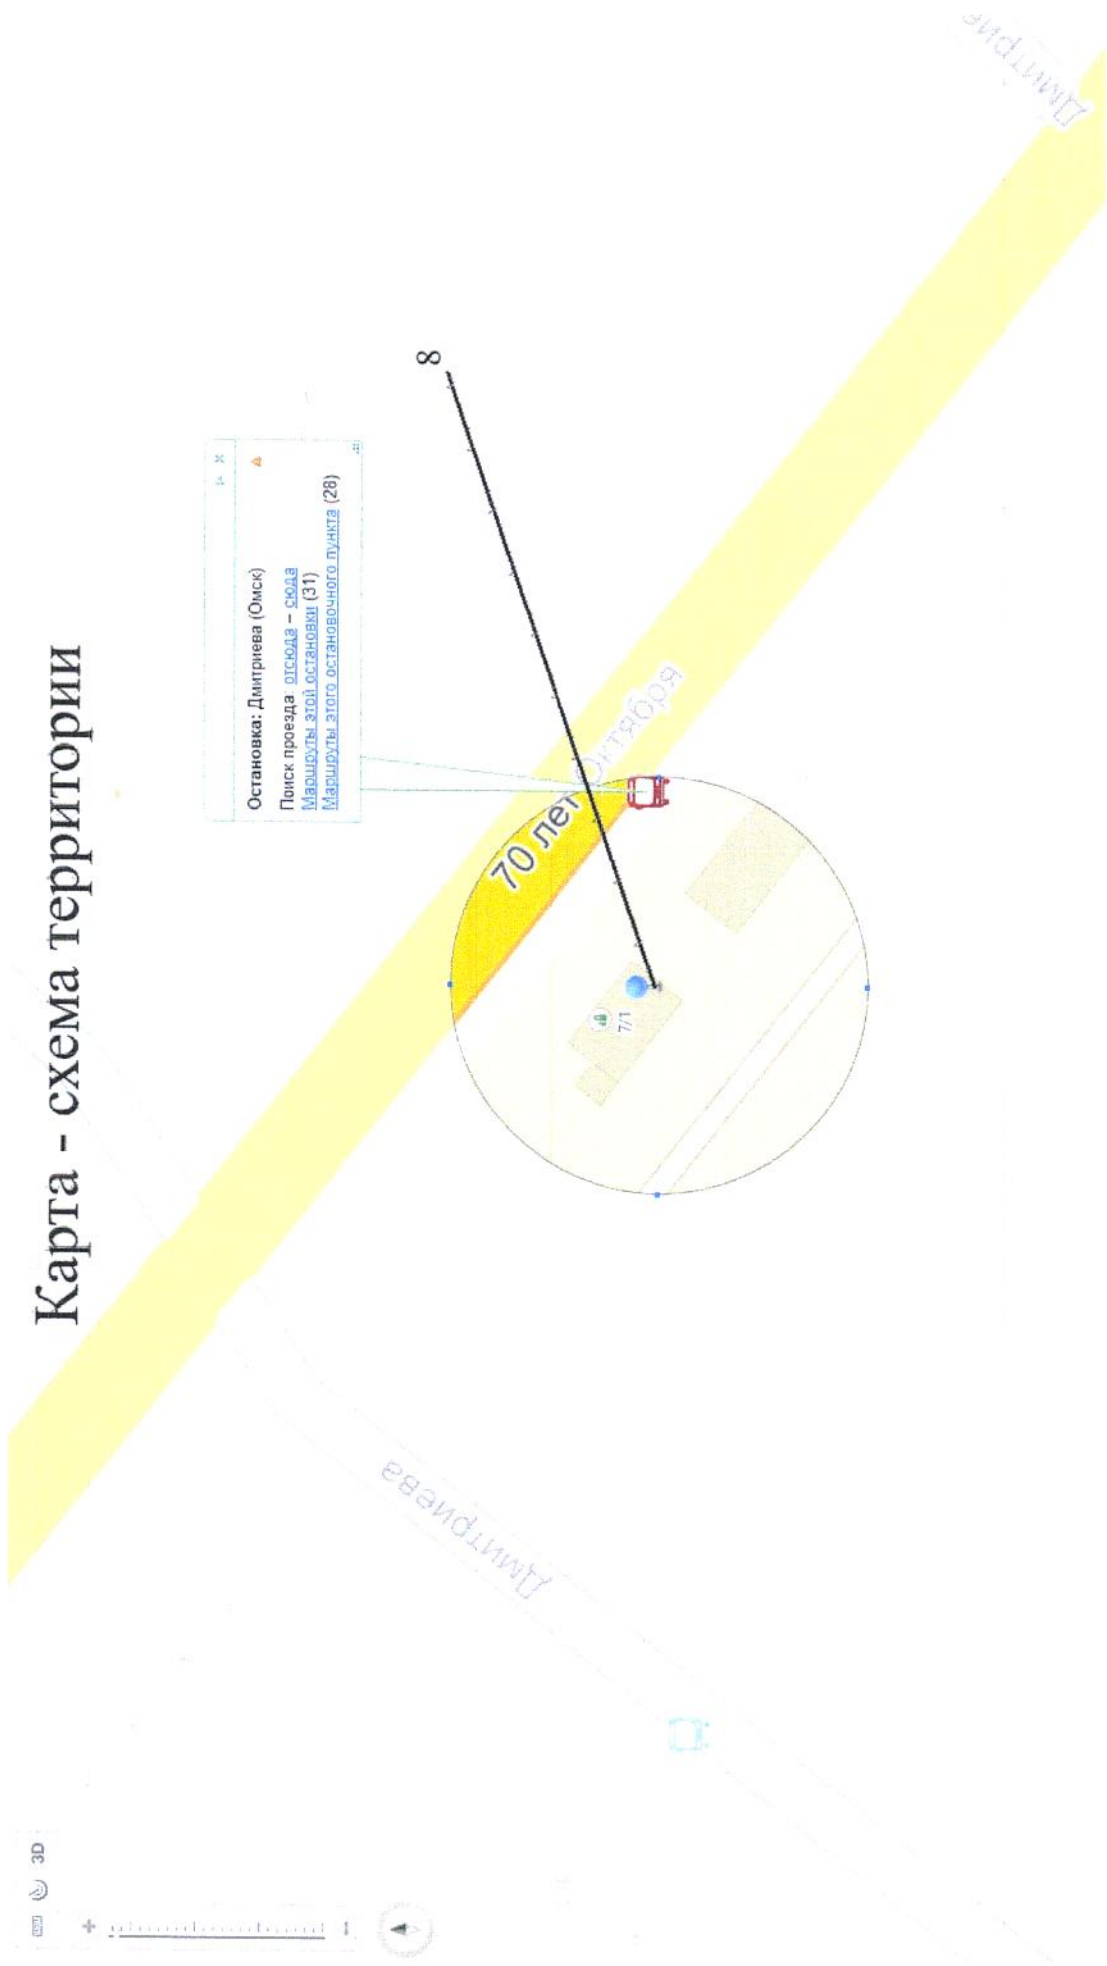 Карта - схема территории
3D
Остановка: Дмитриева (Омск)
Поиск проезда: отсюда – сюда
Маршруты этой остановки (31)
Маршруты этого остановочного пункта (28)
8
70 лет Октября
7/1
Дмитриева
Дмитрие